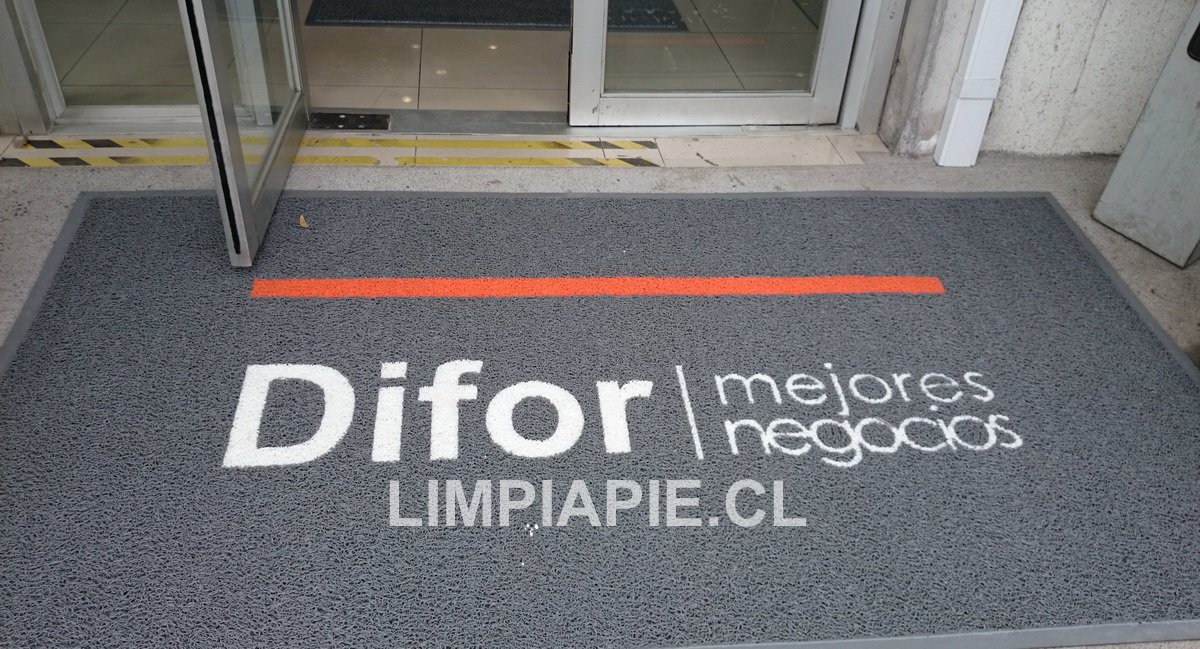 Difor | mejores
negocios
LIMPIAPIE.CL